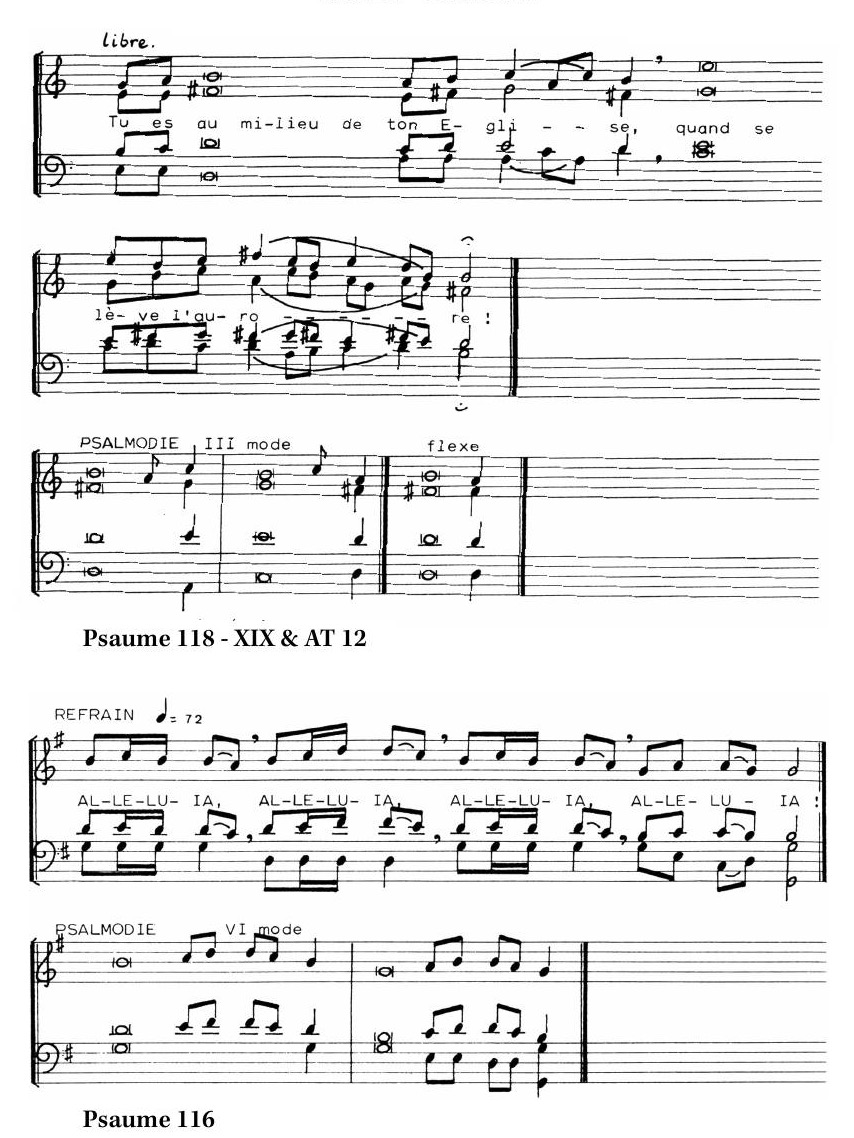 libre.
Tu es au mi-lieu de ton E- gli - - se, quand se
lè- ve l'au- ro - - - - - - re !
PSALMODIE III mode flexe
Psaume 118 - XIX & AT 12
REFRAIN ♩= 72
AL-LE-LU- IA, AL-LE-LU- IA, AL-LE-LU-IA, ALLE- LU - IA !
PSALMODIE VI mode
Psaume 116